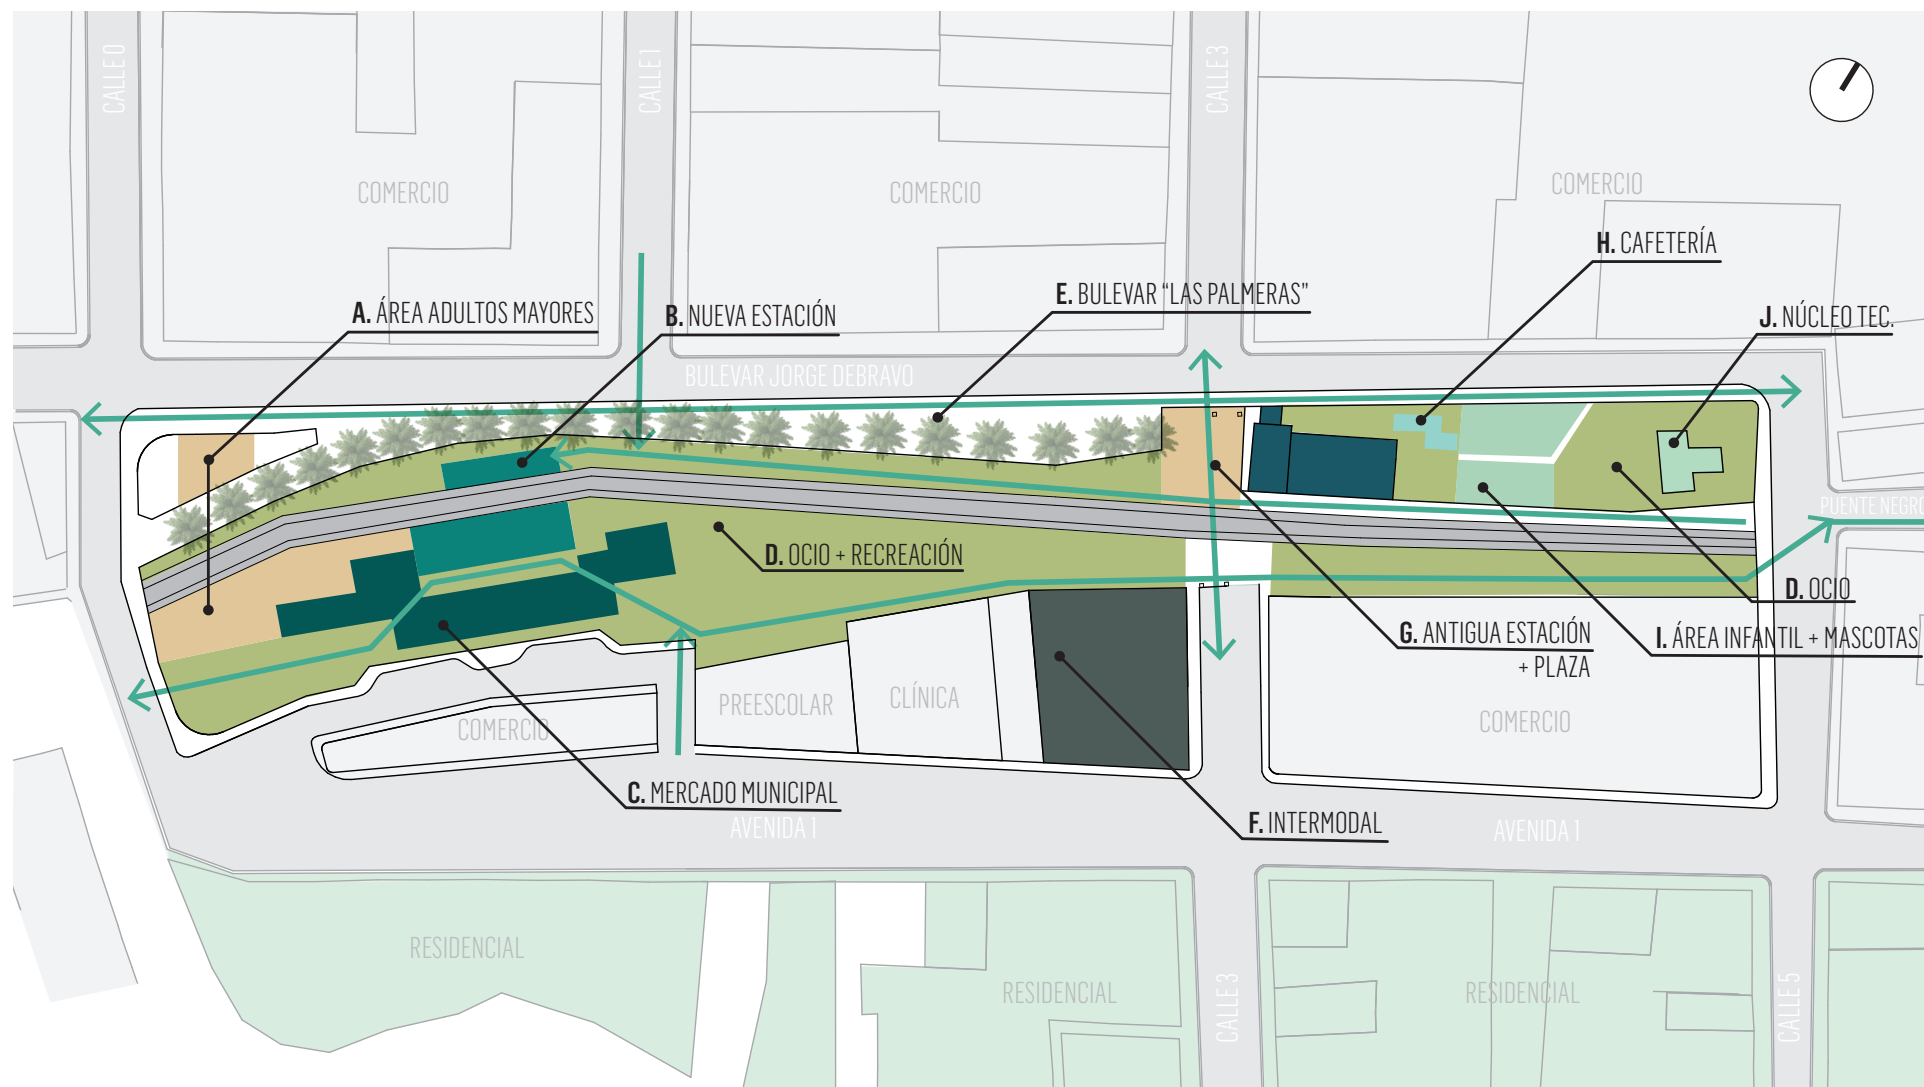 CALLE 0
CALLE 1
CALLE 3
COMERCIO
COMERCIO
COMERCIO
H. CAFETERÍA
E. BULEVAR “LAS PALMERAS”
A. ÁREA ADULTOS MAYORES
B. NUEVA ESTACIÓN
J. NÚCLEO TEC.
BULEVAR JORGE DEBRAVO
PUENTE NEGRO
D. OCIO + RECREACIÓN
D. OCIO
G. ANTIGUA ESTACIÓN
+ PLAZA
I. ÁREA INFANTIL + MASCOTAS
PREESCOLAR
CLÍNICA
COMERCIO
COMERCIO
C. MERCADO MUNICIPAL
F. INTERMODAL
AVENIDA 1
AVENIDA 1
RESIDENCIAL
RESIDENCIAL
RESIDENCIAL
CALLE 3
CALLE 5